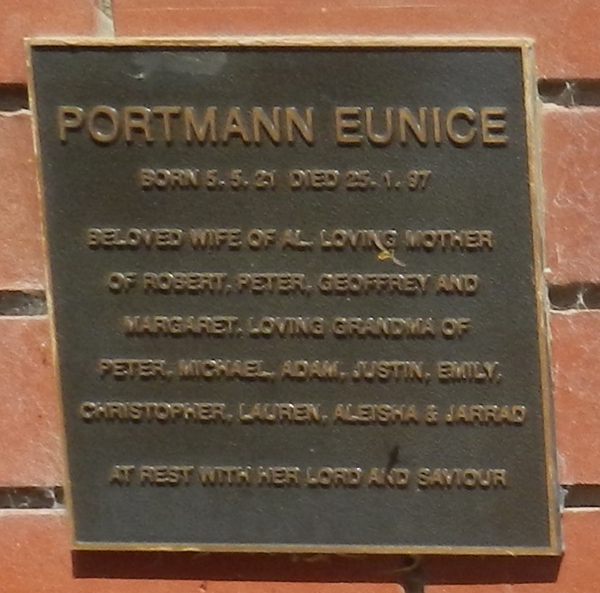 PORTMANN EUNICE
BORN 5.5.21 DIED 25.1.97
BELOVED WIFE OF AL. LOVING MOTHER
OF ROBERT, PETER, GEOFFREY AND
MARGARET. LOVING GRANDMA OF
PETER, MICHAEL, ADAM, JUSTIN, EMILY,
CHRISTOPHER, LAUREN, ALEISHA & JARRAD
AT REST WITH HER LORD AND SAVIOUR